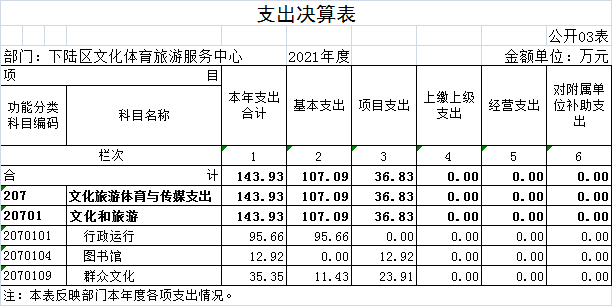 支出决算表
公开03表
部门：下陆区文化体育旅游服务中心 2021年度 金额单位：万元
项 目 本年支出合计 基本支出 项目支出 上缴上级支出 经营支出 对附属单位补助支出
功能分类科目编码 科目名称
栏次 1 2 3 4 5 6
合 计 143.93 107.09 36.83 0.00 0.00 0.00
207 文化旅游体育与传媒支出 143.93 107.09 36.83 0.00 0.00 0.00
20701 文化和旅游 143.93 107.09 36.83 0.00 0.00 0.00
2070101 行政运行 95.66 95.66 0.00 0.00 0.00 0.00
2070104 图书馆 12.92 0.00 12.92 0.00 0.00 0.00
2070109 群众文化 35.35 11.43 23.91 0.00 0.00 0.00
注：本表反映部门本年度各项支出情况。